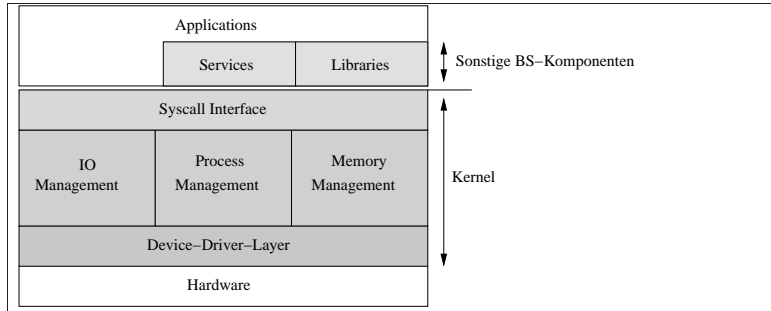 Applications
Services
Libraries
Sonstige BS−Komponenten
Syscall Interface
IO
Management
Process
Management
Memory
Management
Kernel
Device−Driver−Layer
Hardware